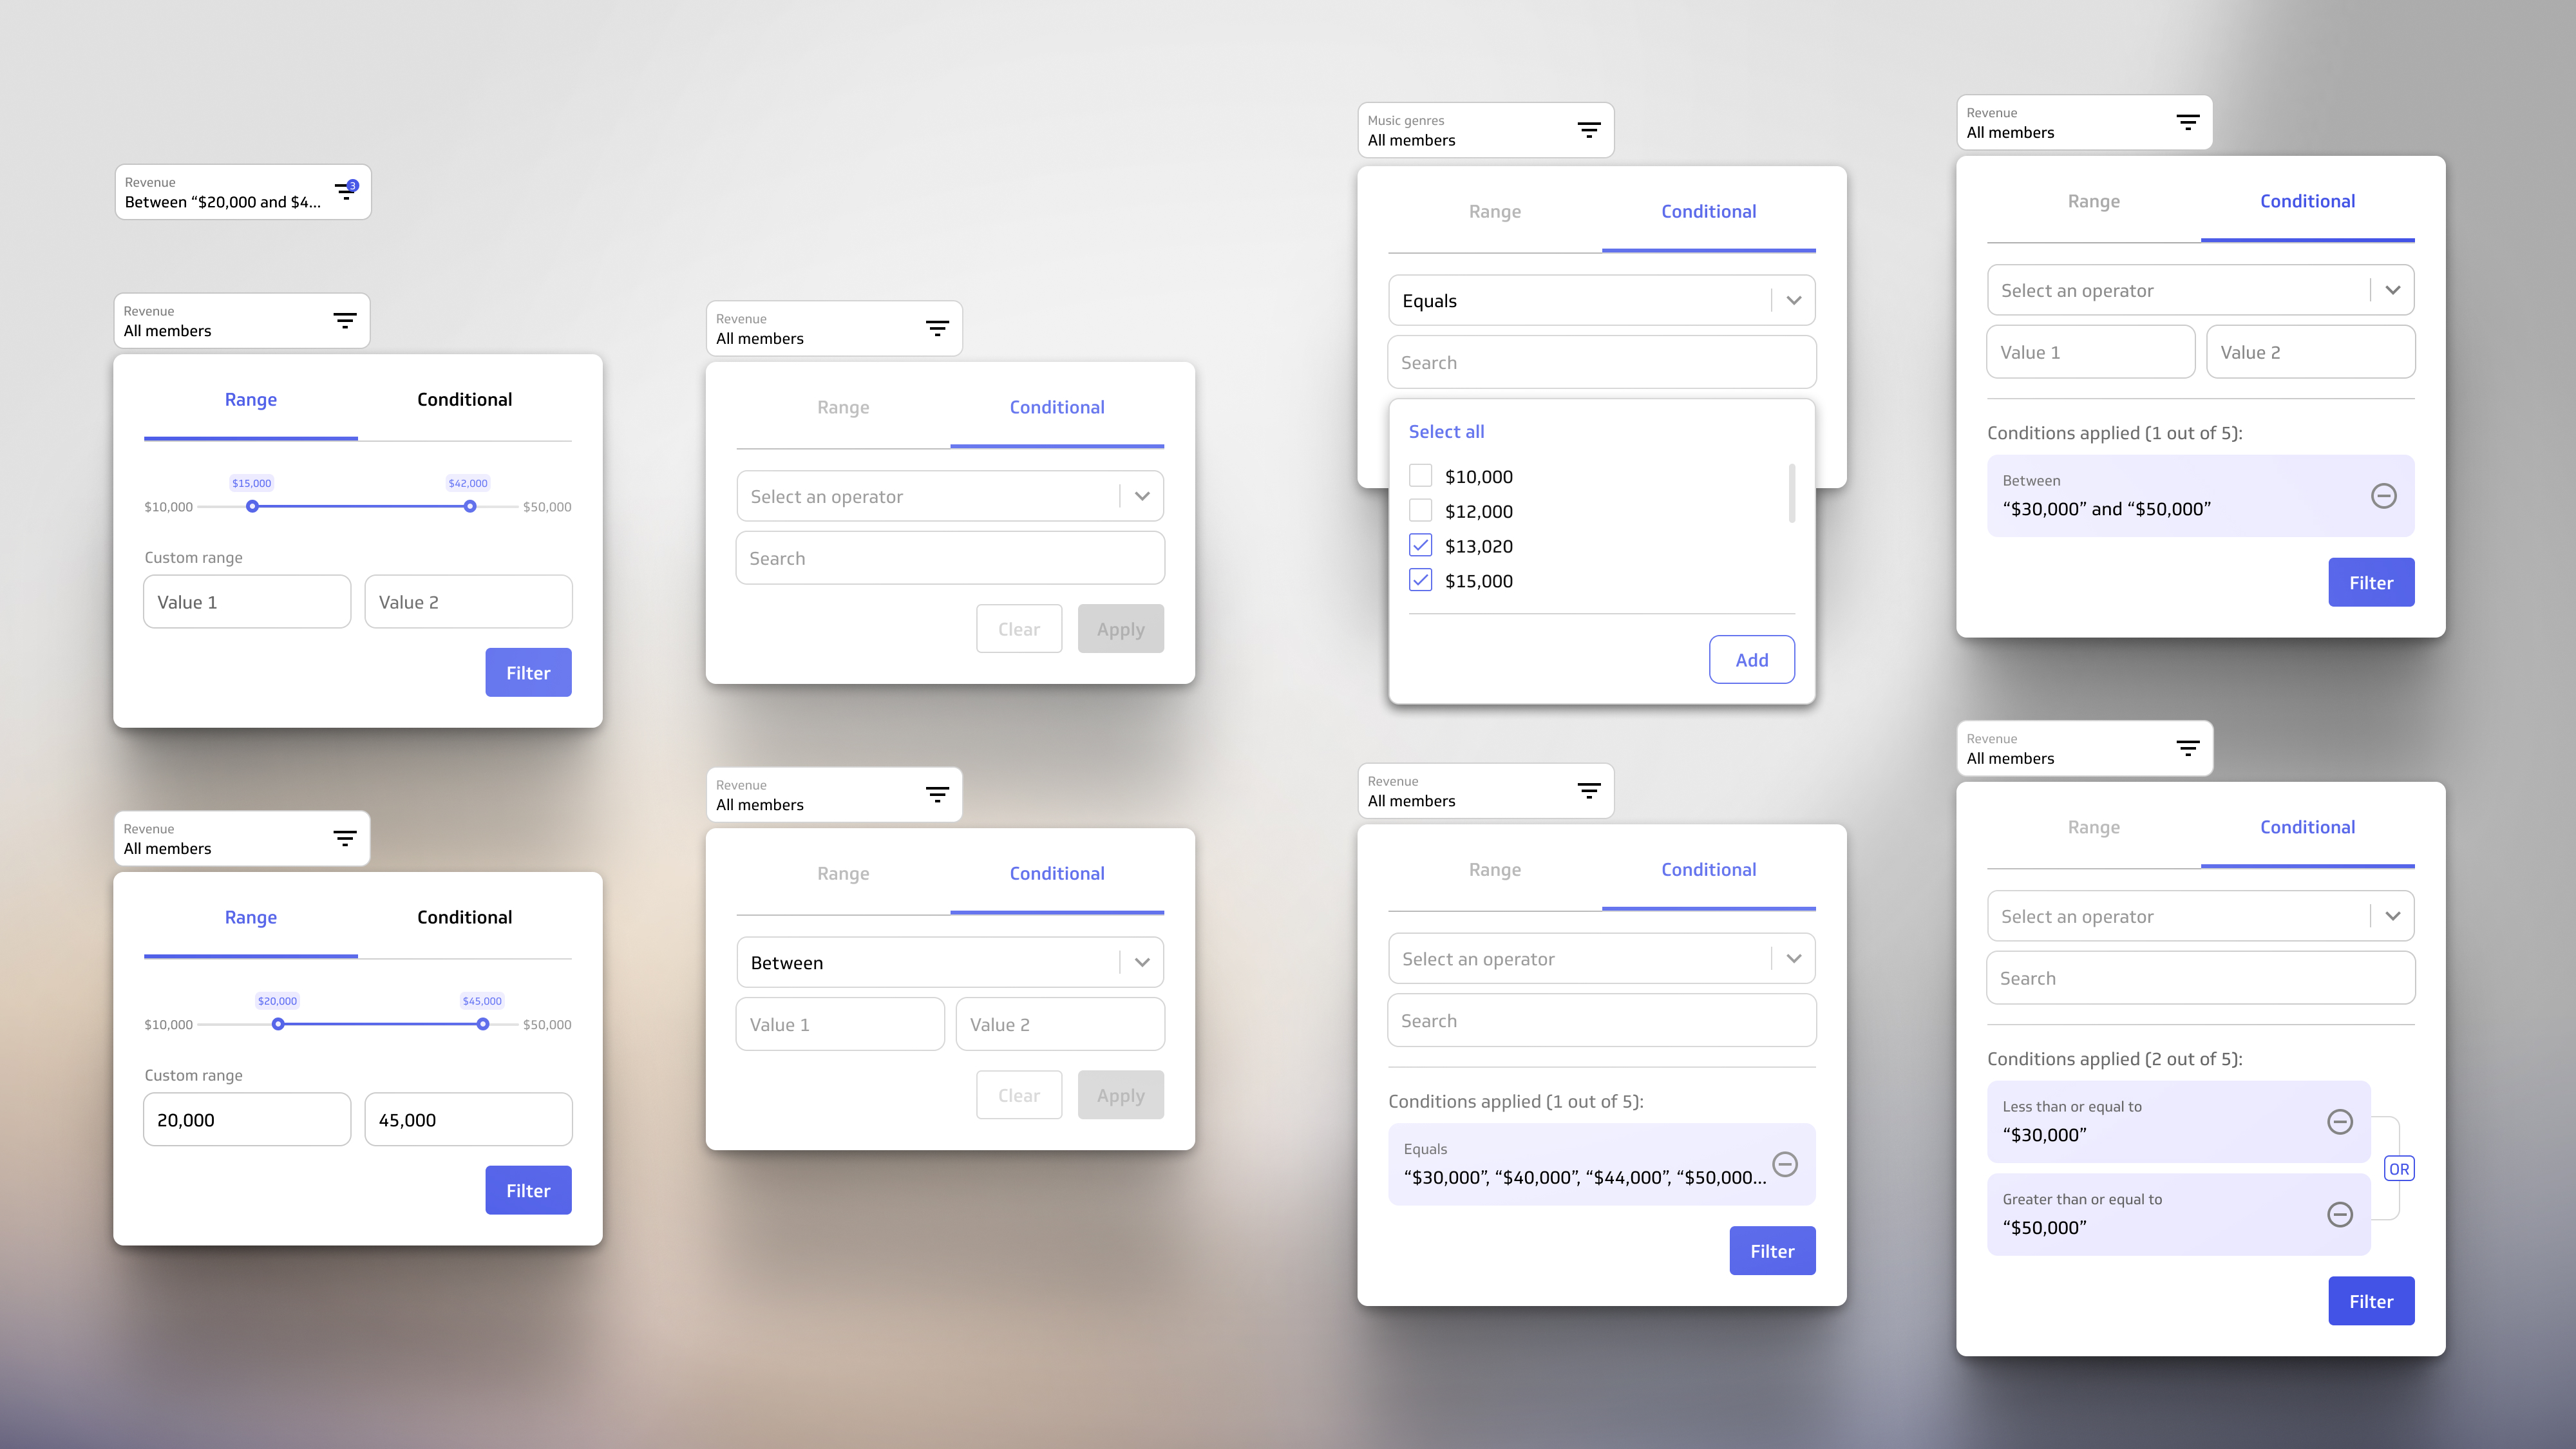 Revenue
Between “$20,000 and $4...
3
Revenue
All members
Range
Conditional
$15,000
$42,000
$10,000
$50,000
Custom range
Value 1
Value 2
Filter
Revenue
All members
Range
Conditional
$20,000
$45,000
$10,000
$50,000
Custom range
20,000
45,000
Filter
Revenue
All members
Range
Conditional
Select an operator
Search
Clear
Apply
Revenue
All members
Range
Conditional
Between
Value 1
Value 2
Clear
Apply
Music genres
All members
Range
Conditional
Equals
Search
Select all
$10,000
$12,000
$13,020
$15,000
Add
Revenue
All members
Range
Conditional
Select an operator
Search
Conditions applied (1 out of 5):
Equals
“$30,000”, “$40,000”, “$44,000”, “$50,000...
Filter
Revenue
All members
Range
Conditional
Select an operator
Value 1
Value 2
Conditions applied (1 out of 5):
Between
“$30,000” and “$50,000”
Filter
Revenue
All members
Range
Conditional
Select an operator
Search
Conditions applied (2 out of 5):
Less than or equal to
“$30,000”
OR
Greater than or equal to
“$50,000”
Filter